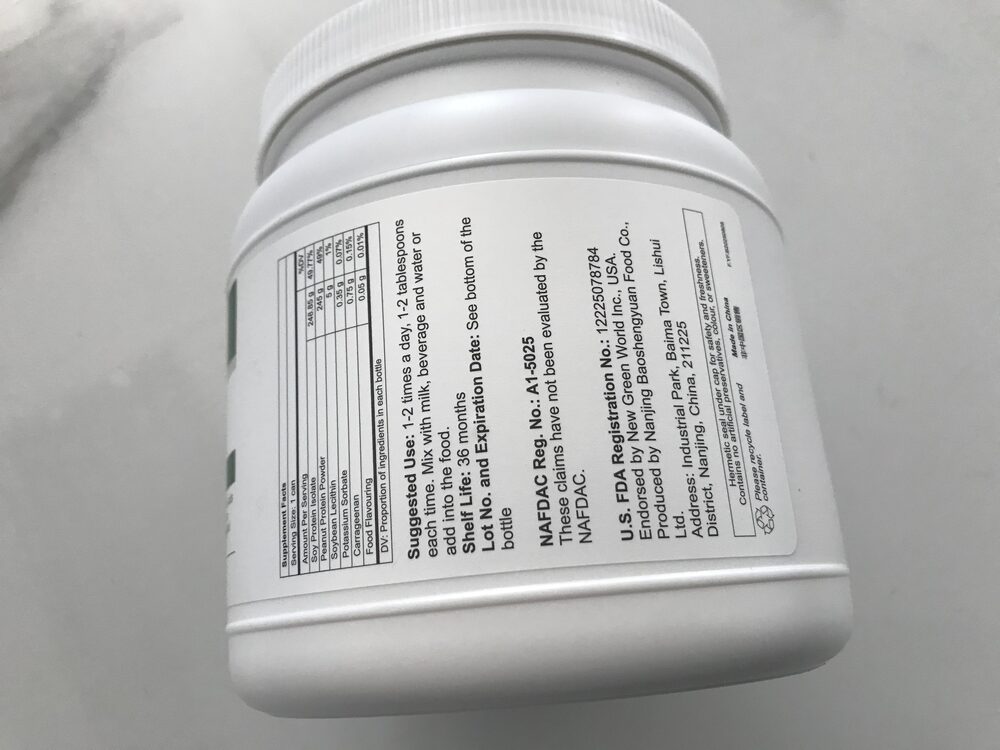 Supplement Facts
Serving Size: 1 can
Amount Per Serving %DV
Soy Protein Isolate 248.85 g 49.77%
Peanut Protein Powder 245 g 49%
Soybean Lecithin 5 g 1%
Potassium Sorbate 0.35 g 0.07%
Carrageenan 0.75 g 0.15%
Food Flavouring 0.05 g 0.01%
DV: Proportion of ingredients in each bottle
Suggested Use: 1-2 times a day, 1-2 tablespoons
each time. Mix with milk, beverage and water or
add into the food.
Shelf Life: 36 months
Lot No. and Expiration Date: See bottom of the
bottle
NAFDAC Reg. No.: A1-5025
These claims have not been evaluated by the
NAFDAC.
U.S. FDA Registration No.: 12225078784
Endorsed by New Green World Inc., USA.
Produced by Nanjing Baoshengyuan Food Co.,
Ltd.
Address: Industrial Park, Baima Town, Lishui
District, Nanjing, China, 211225
Hermetic seal under cap for safety and freshness.
Contains no artificial preservatives, colour, or sweeteners.
Please recycle label and
container.
Made in China
非中国区销售